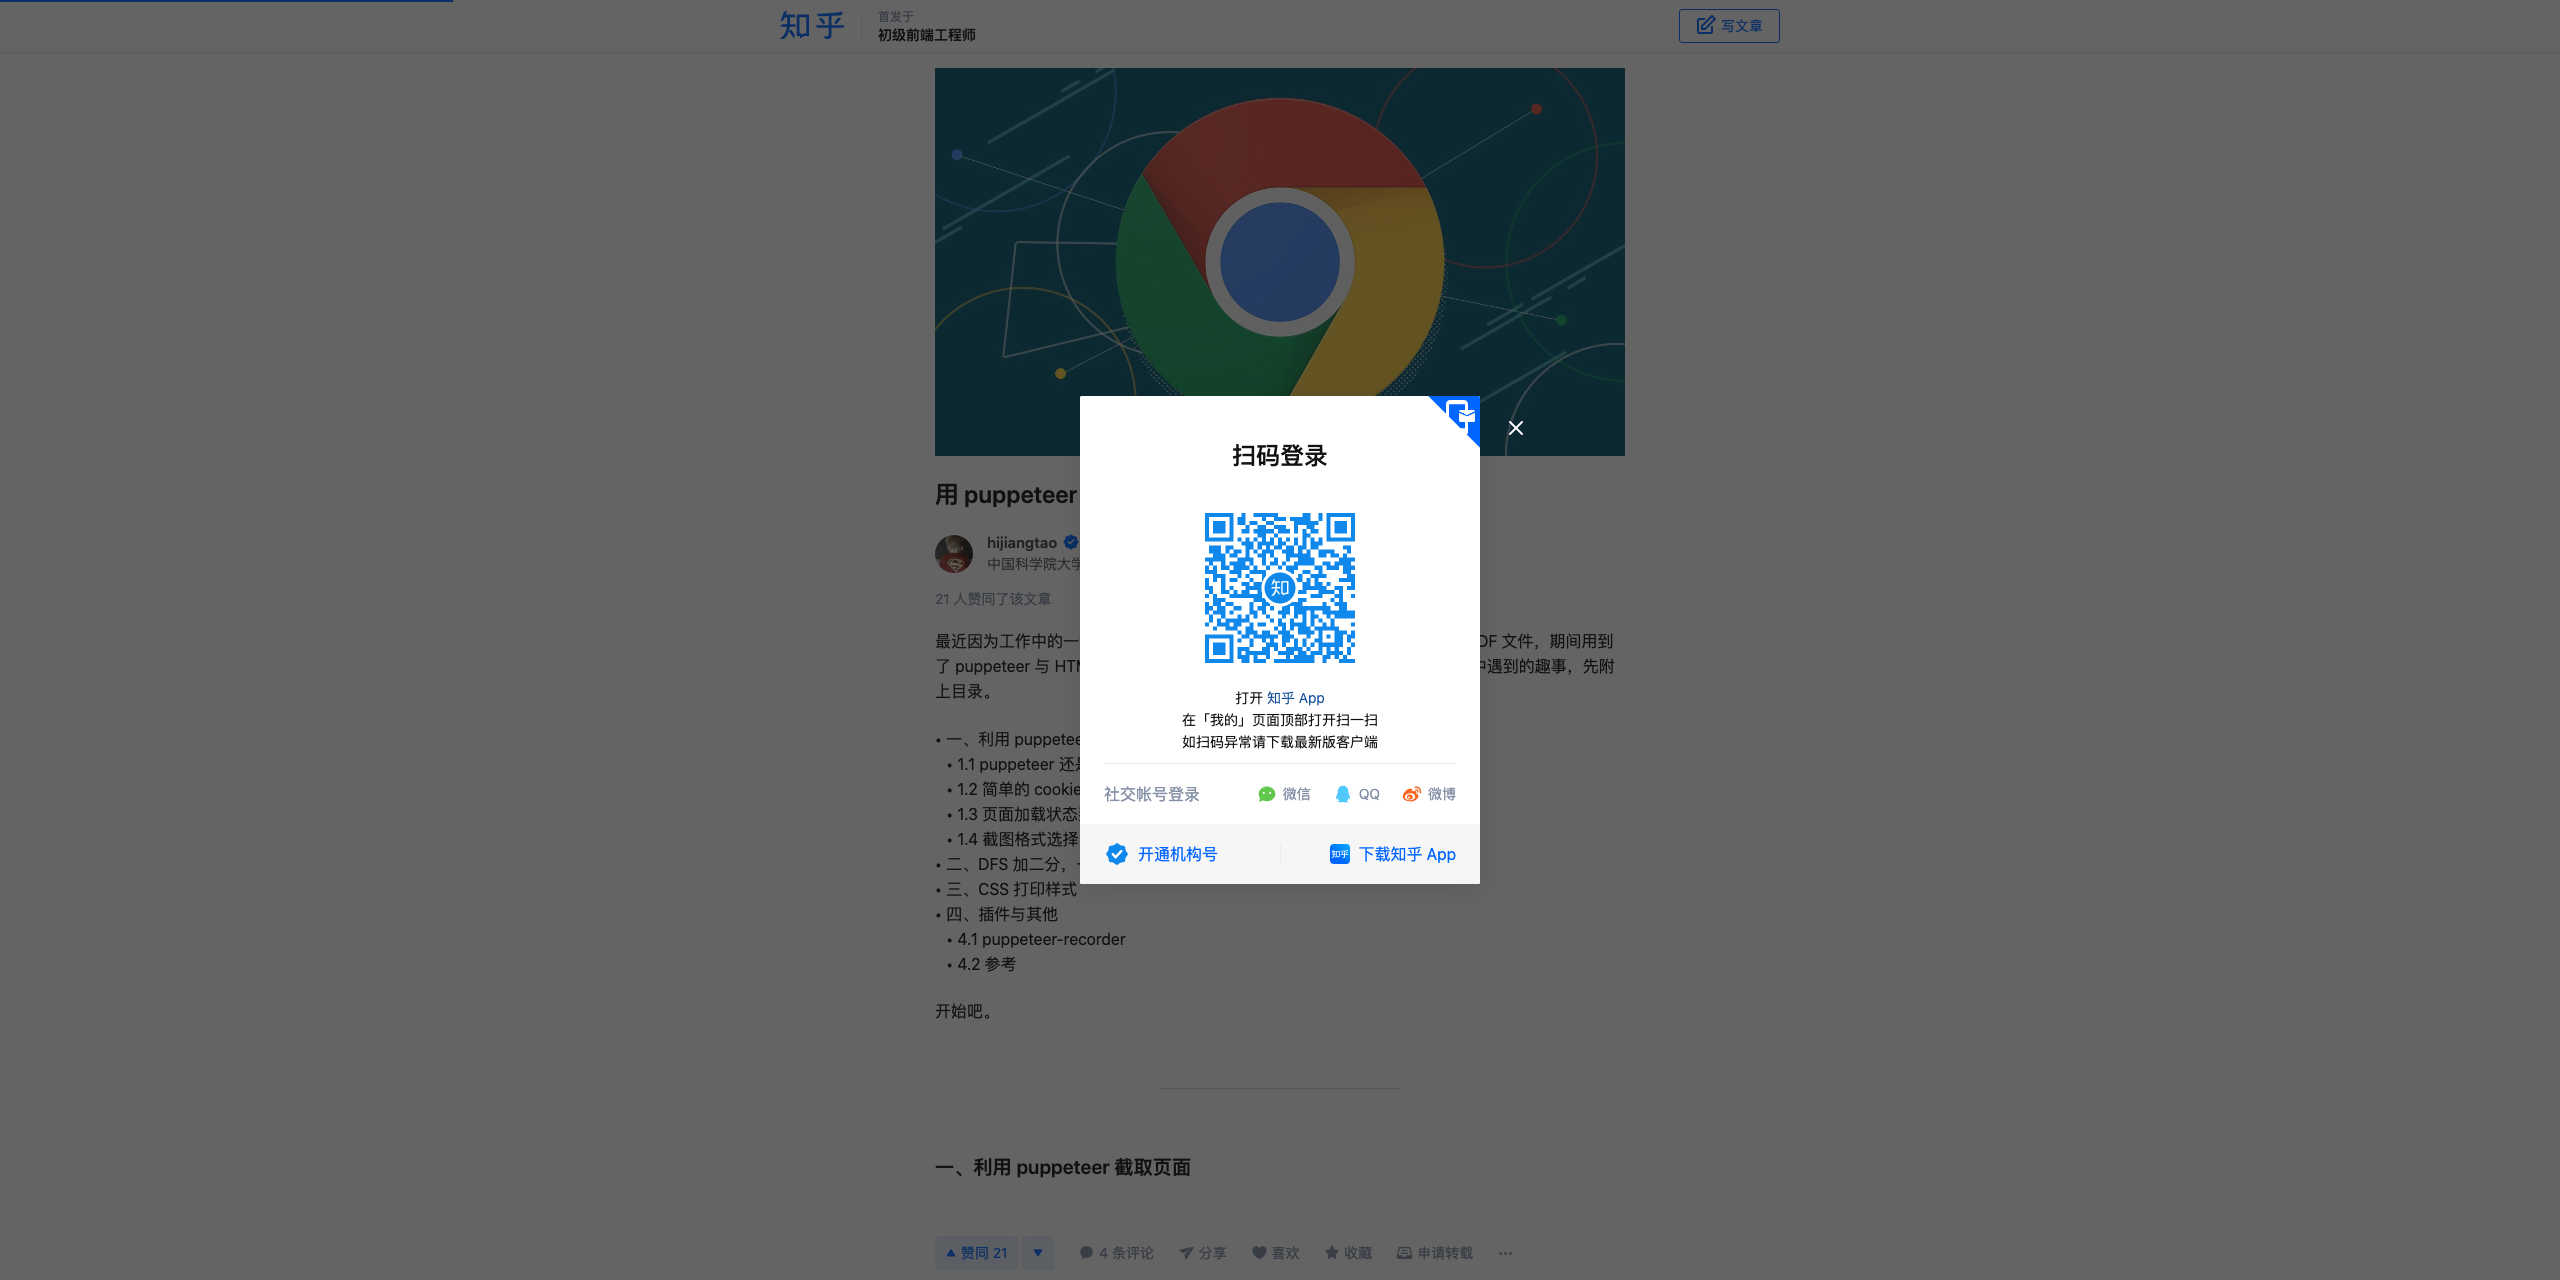 知乎
首发于
初级前端工程师
写文章
扫码登录
用 puppeteer
hijiangtao
中国科学院大学
21 人赞同了该文章
知
最近因为工作中的一
DF 文件，期间用到
了 puppeteer 与 HTM
中遇到的趣事，先附
上目录。
打开 知乎 App
在「我的」页面顶部打开扫一扫
如扫码异常请下载最新版客户端
• 一、利用 puppetee
• 1.1 puppeteer 还是
• 1.2 简单的 cookie
• 1.3 页面加载状态
• 1.4 截图格式选择
• 二、DFS 加二分，
• 三、CSS 打印样式
• 四、插件与其他
• 4.1 puppeteer-recorder
• 4.2 参考
社交帐号登录 微信 QQ 微博
开通机构号 知乎 下载知乎 App
开始吧。
一、利用 puppeteer 截取页面
赞同 21 4 条评论 分享 喜欢 收藏 申请转载